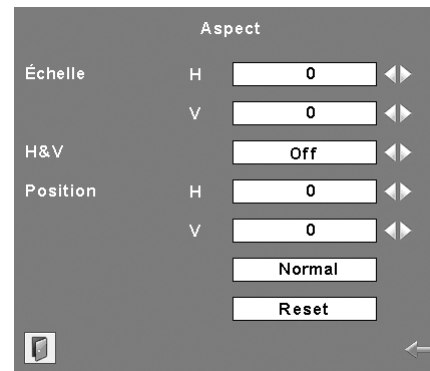 Aspect
Échelle H 0
V 0
H&V Off
Position H 0
V 0
Normal
Reset